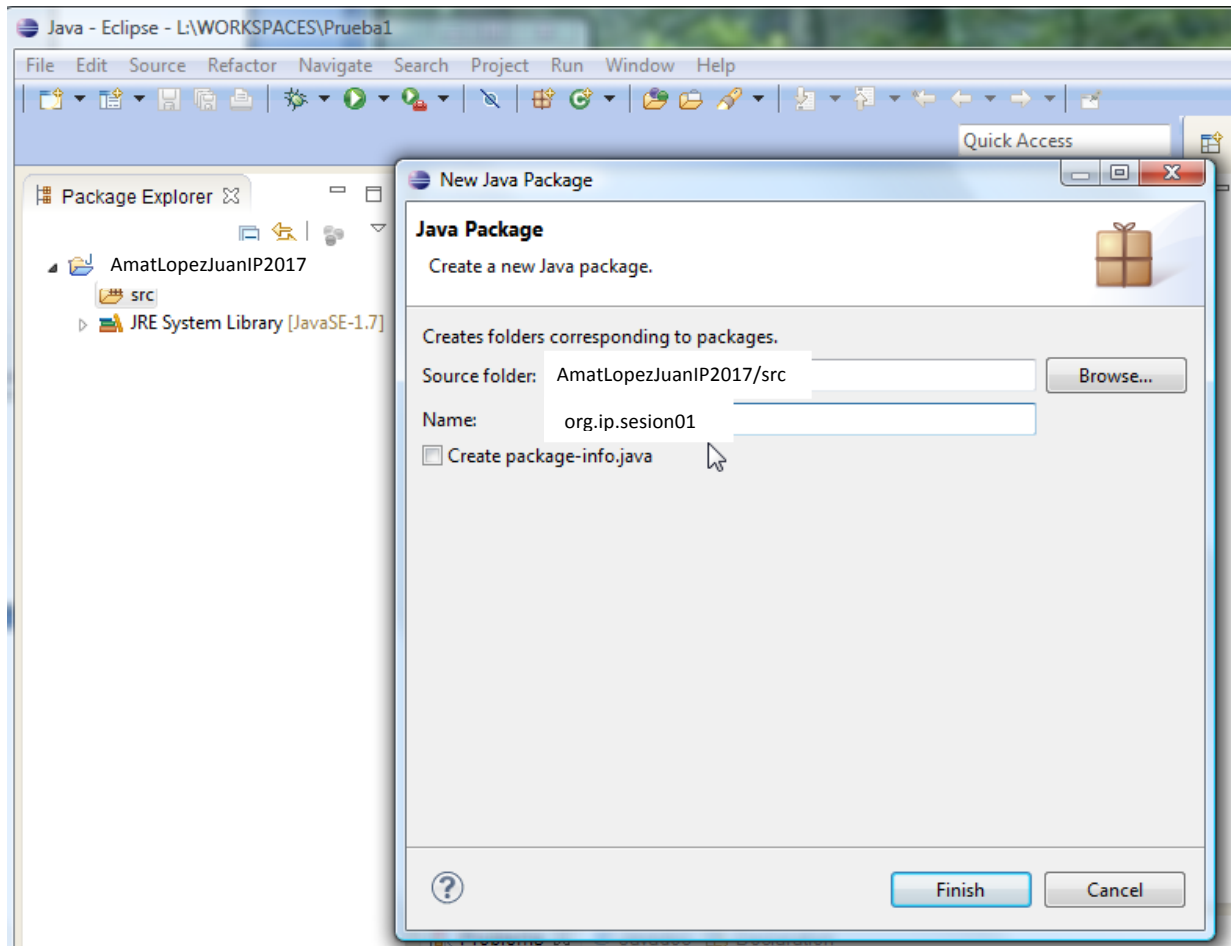 Java - Eclipse - L:\WORKSPACES\Prueba1
File Edit Source Refactor Navigate Search Project Run Window Help
Quick Access
Package Explorer
AmatLopezJuanIP2017
src
JRE System Library [JavaSE-1.7]
New Java Package
Java Package
Create a new Java package.
Creates folders corresponding to packages.
Source folder: AmatLopezJuanIP2017/src Browse...
Name: org.ip.sesion01
Create package-info.java
Finish Cancel